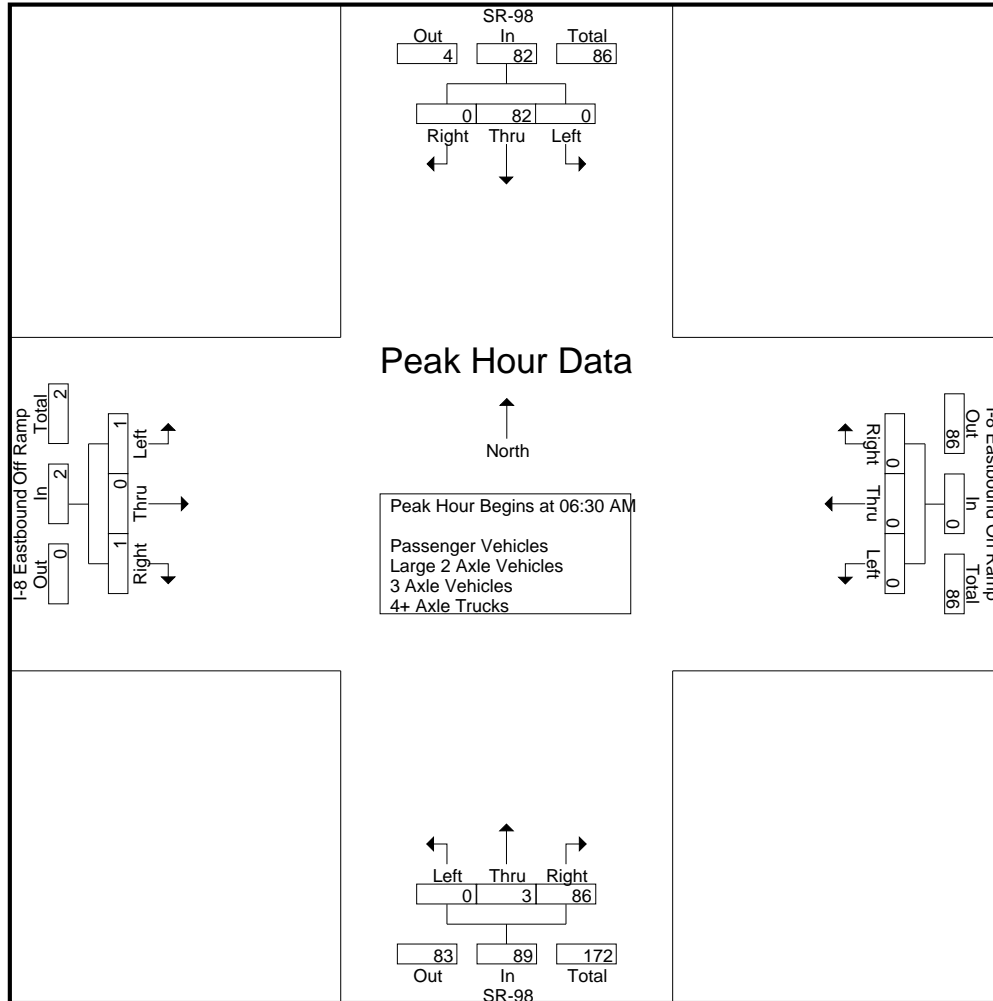 SR-98
Out In Total
4 82 86
0 82 0
Right Thru Left
Peak Hour Data
North
Peak Hour Begins at 06:30 AM
Passenger Vehicles
Large 2 Axle Vehicles
3 Axle Vehicles
4+ Axle Trucks
I-8 Eastbound Off Ramp
Out In Total
0 2 2
1 0 1
Left Thru Right
I-8 Eastbound On Ramp
Out In Total
86 0 86
0 0 0
Right Thru Left
Left Thru Right
0 3 86
83 89 172
Out In Total
SR-98